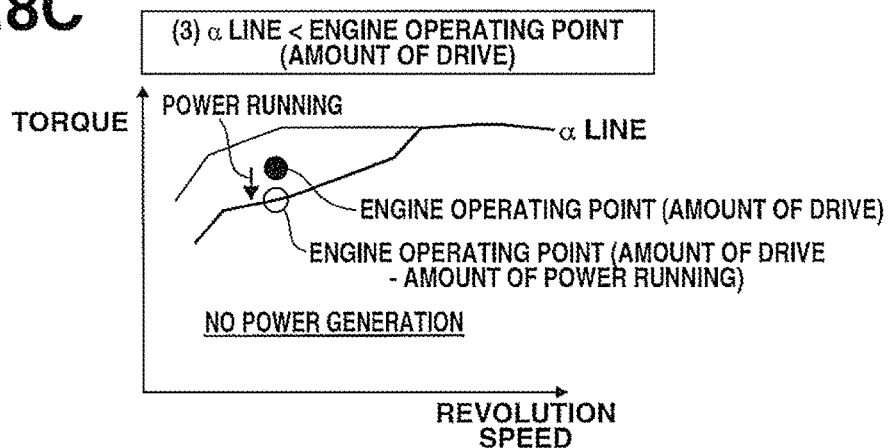 8C
(3) α LINE < ENGINE OPERATING POINT
(AMOUNT OF DRIVE)
TORQUE
POWER RUNNING
α LINE
ENGINE OPERATING POINT (AMOUNT OF DRIVE)
ENGINE OPERATING POINT (AMOUNT OF DRIVE
- AMOUNT OF POWER RUNNING)
NO POWER GENERATION
REVOLUTION
SPEED